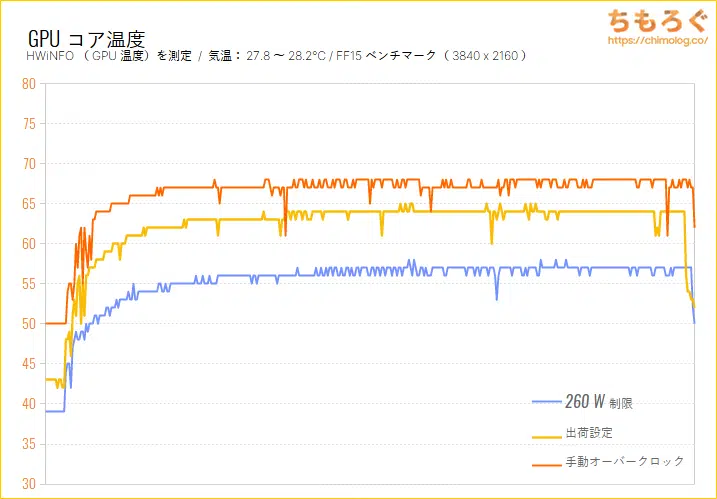 ちもろぐ
https://chimolog.co/
GPU コア温度
HWiNFO （ GPU 温度）を測定 / 気温： 27.8 ～ 28.2℃ / FF15 ベンチマーク（ 3840 x 2160 ）
80
75
70
65
60
55
50
45
40
35
30
260 W 制限
出荷設定
手動オーバークロック